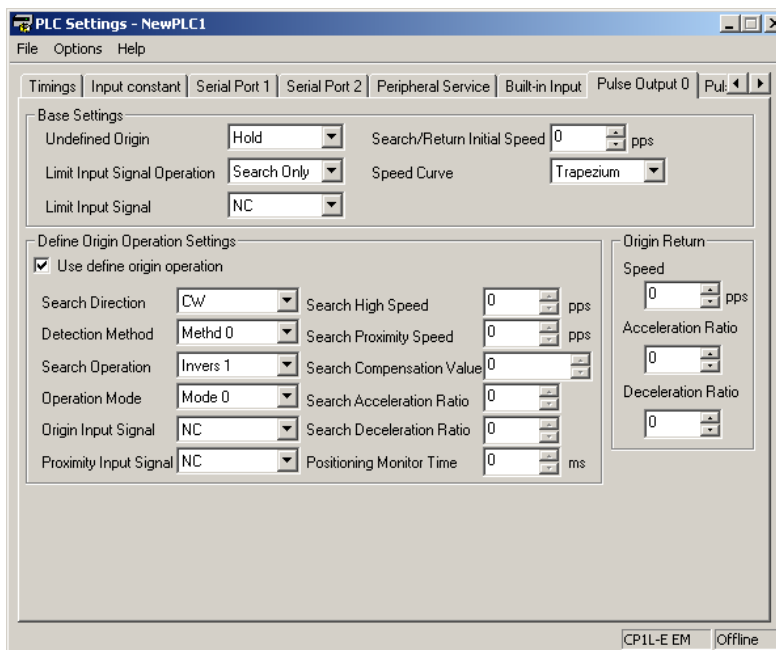 PLC Settings - NewPLC1
File Options Help
Timings Input constant Serial Port 1 Serial Port 2 Peripheral Service Built-in Input Pulse Output 0 Pul
Base Settings
Undefined Origin Hold Search/Return Initial Speed 0 pps
Limit Input Signal Operation Search Only Speed Curve Trapezium
Limit Input Signal NC
Define Origin Operation Settings
Use define origin operation
Search Direction CW Search High Speed 0 pps
Detection Method Methd 0 Search Proximity Speed 0 pps
Search Operation Invers 1 Search Compensation Value 0
Operation Mode Mode 0 Search Acceleration Ratio 0
Origin Input Signal NC Search Deceleration Ratio 0
Proximity Input Signal NC Positioning Monitor Time 0 ms
Origin Return
Speed
0 pps
Acceleration Ratio
0
Deceleration Ratio
0
CP1L-E EM Offline